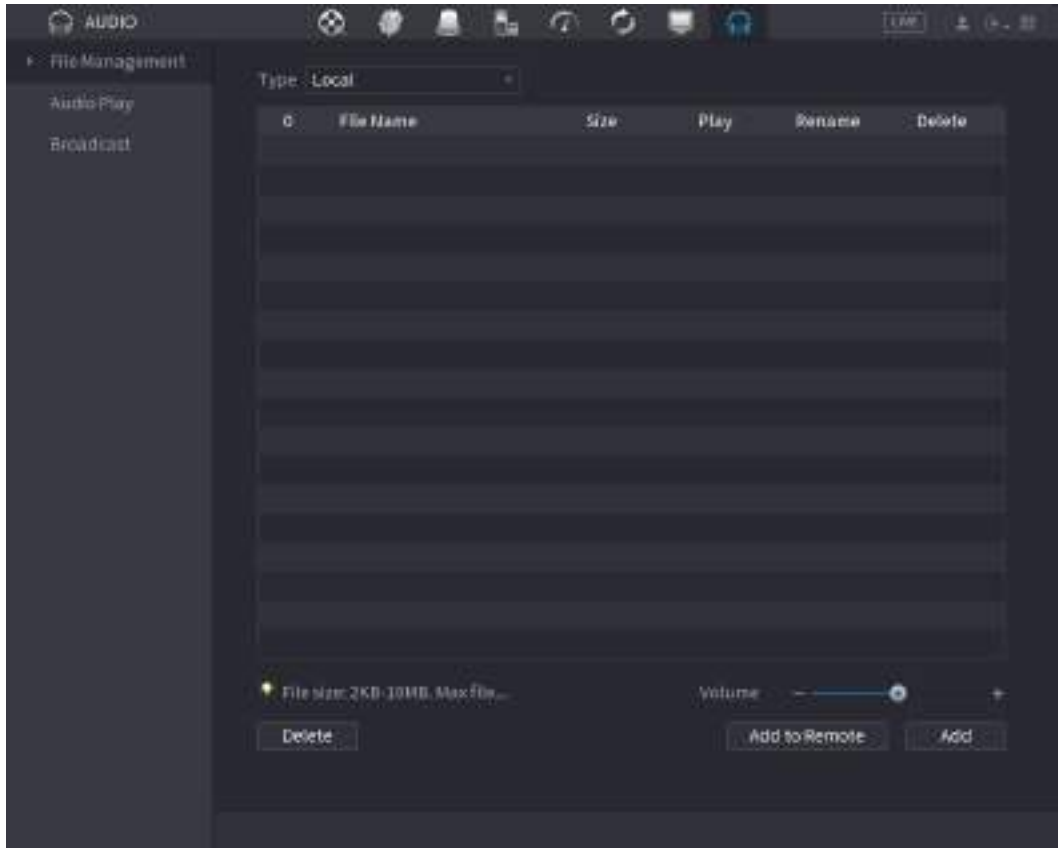 AUDIO
LIVE
File Management
Audio Play
Broadcast
Type Local
0 File Name Size Play Rename Delete
File size: 2KB-10MB. Max file...
Volume - +
Delete Add to Remote Add